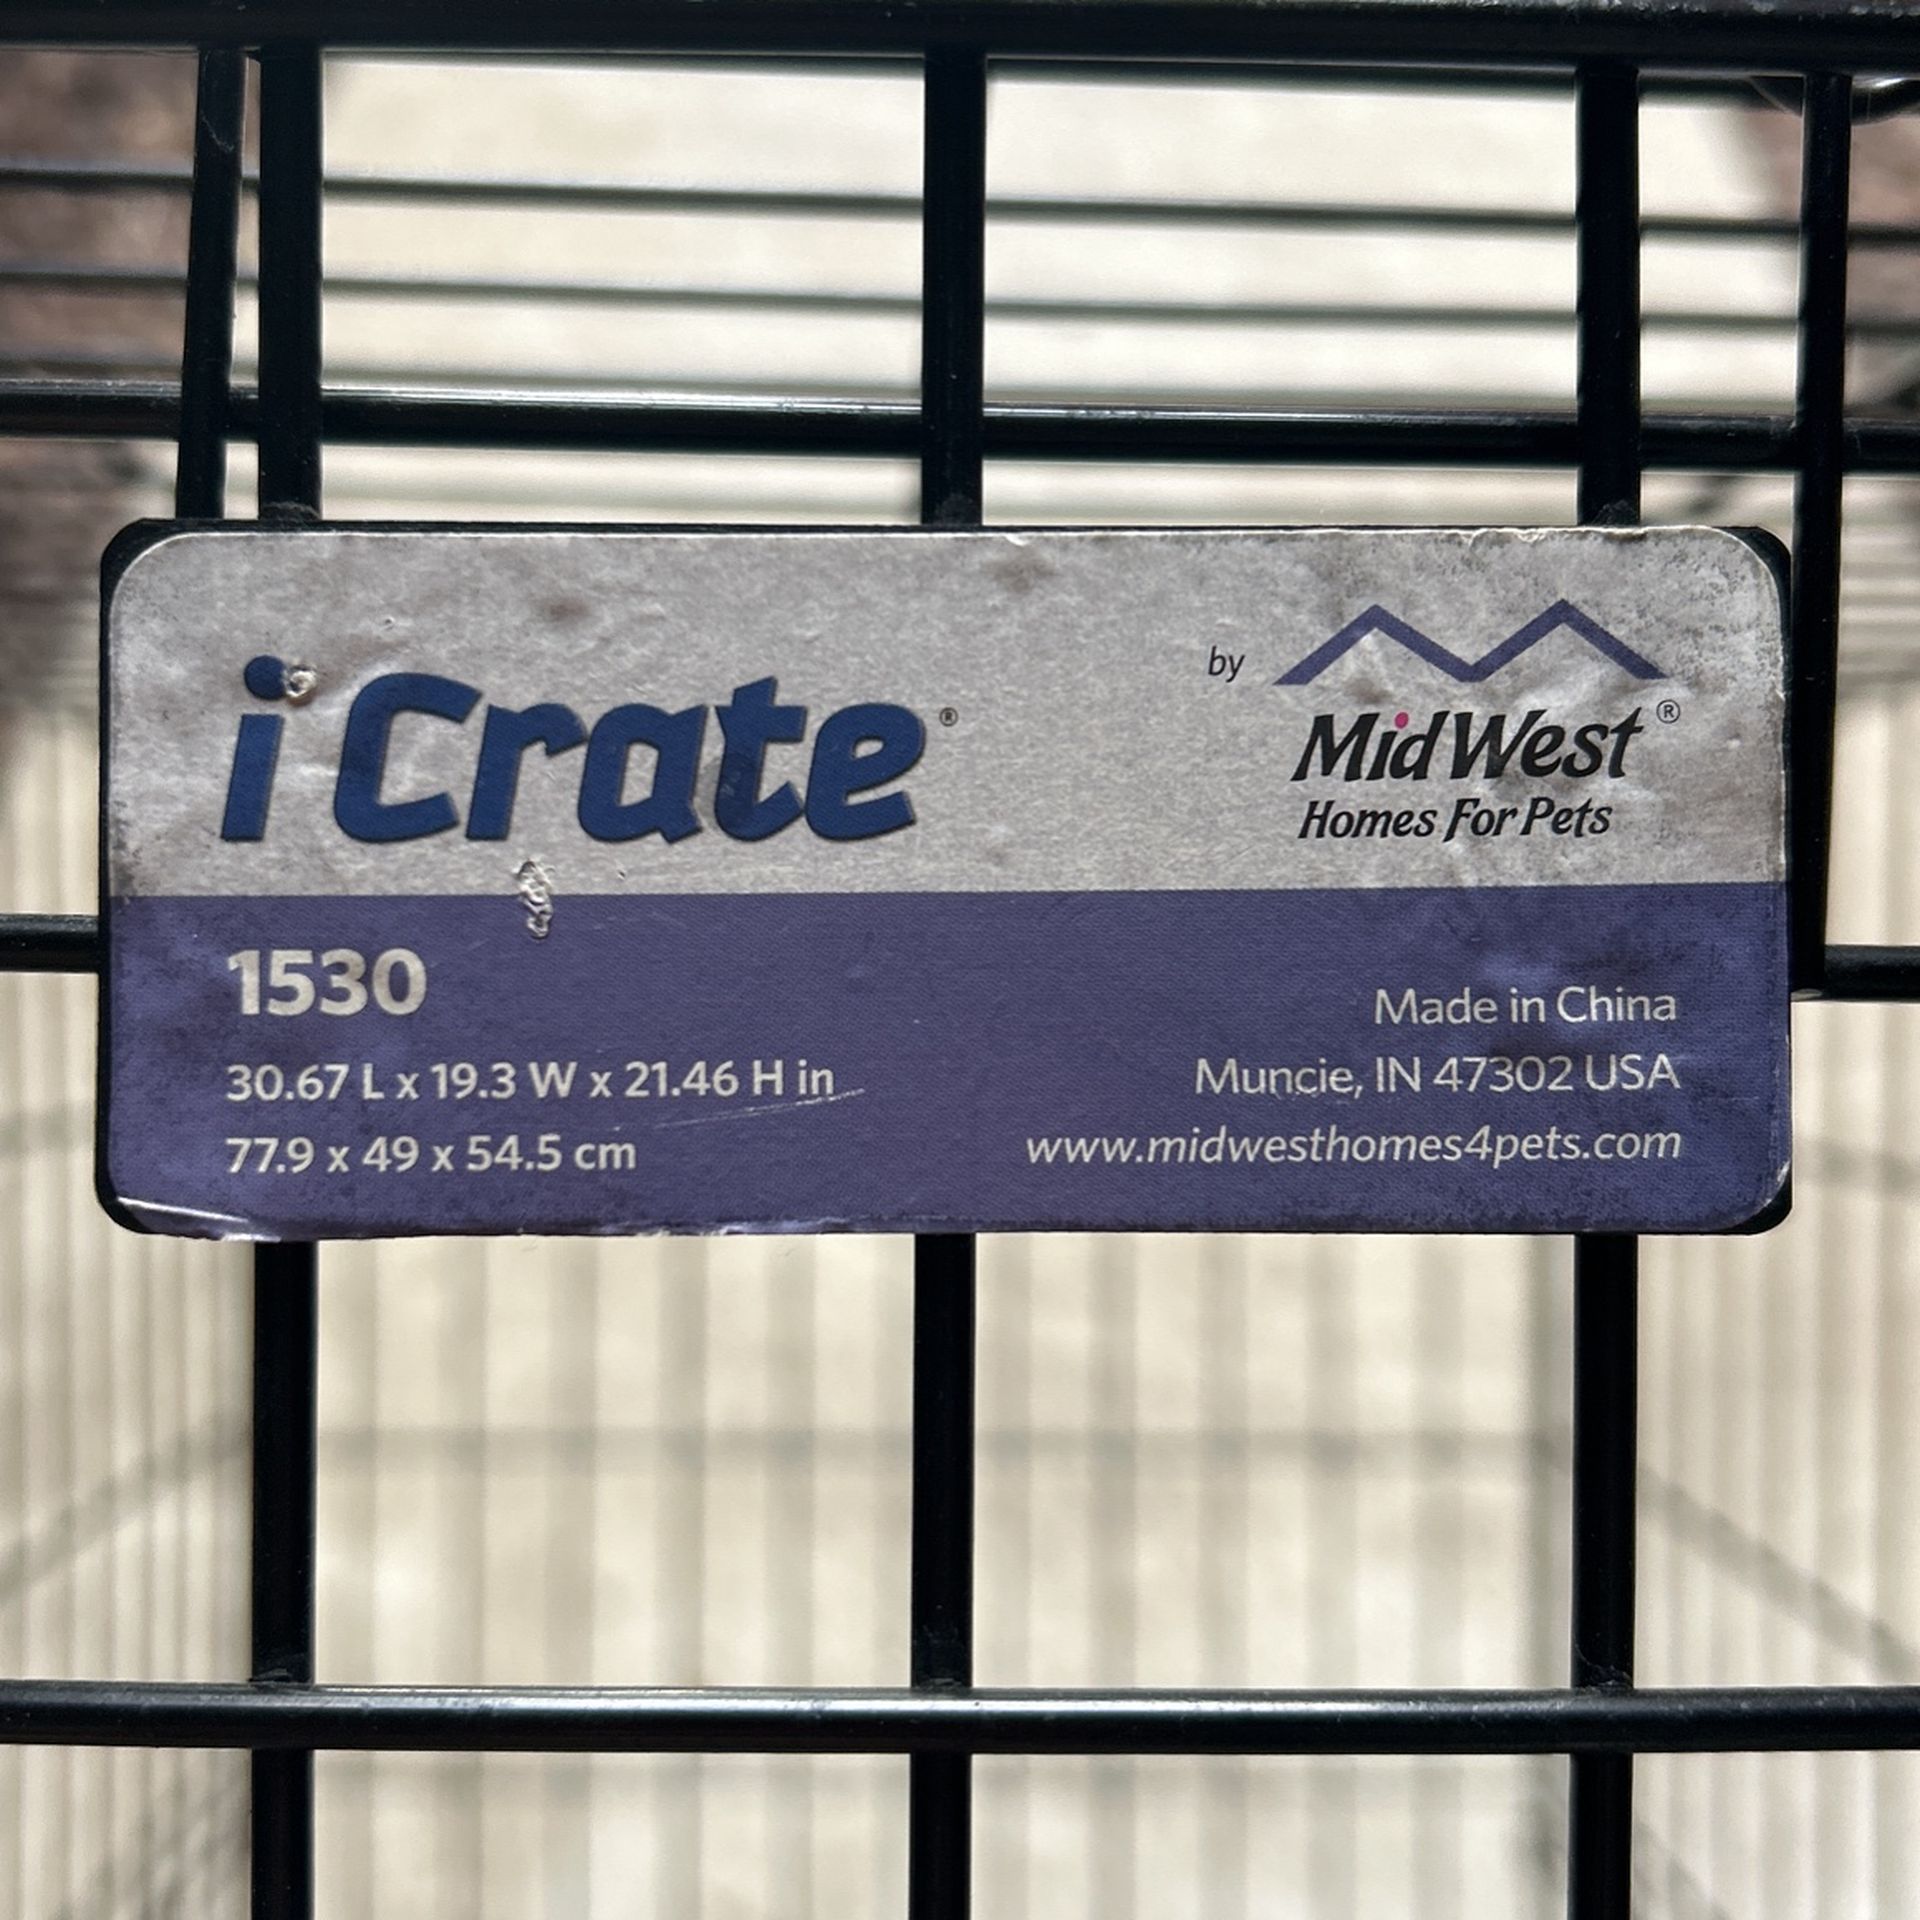 iCrate®
by
MidWest®
Homes For Pets
1530
30.67 L x 19.3 W x 21.46 H in
77.9 x 49 x 54.5 cm
Made in China
Muncie, IN 47302 USA
www.midwesthomes4pets.com